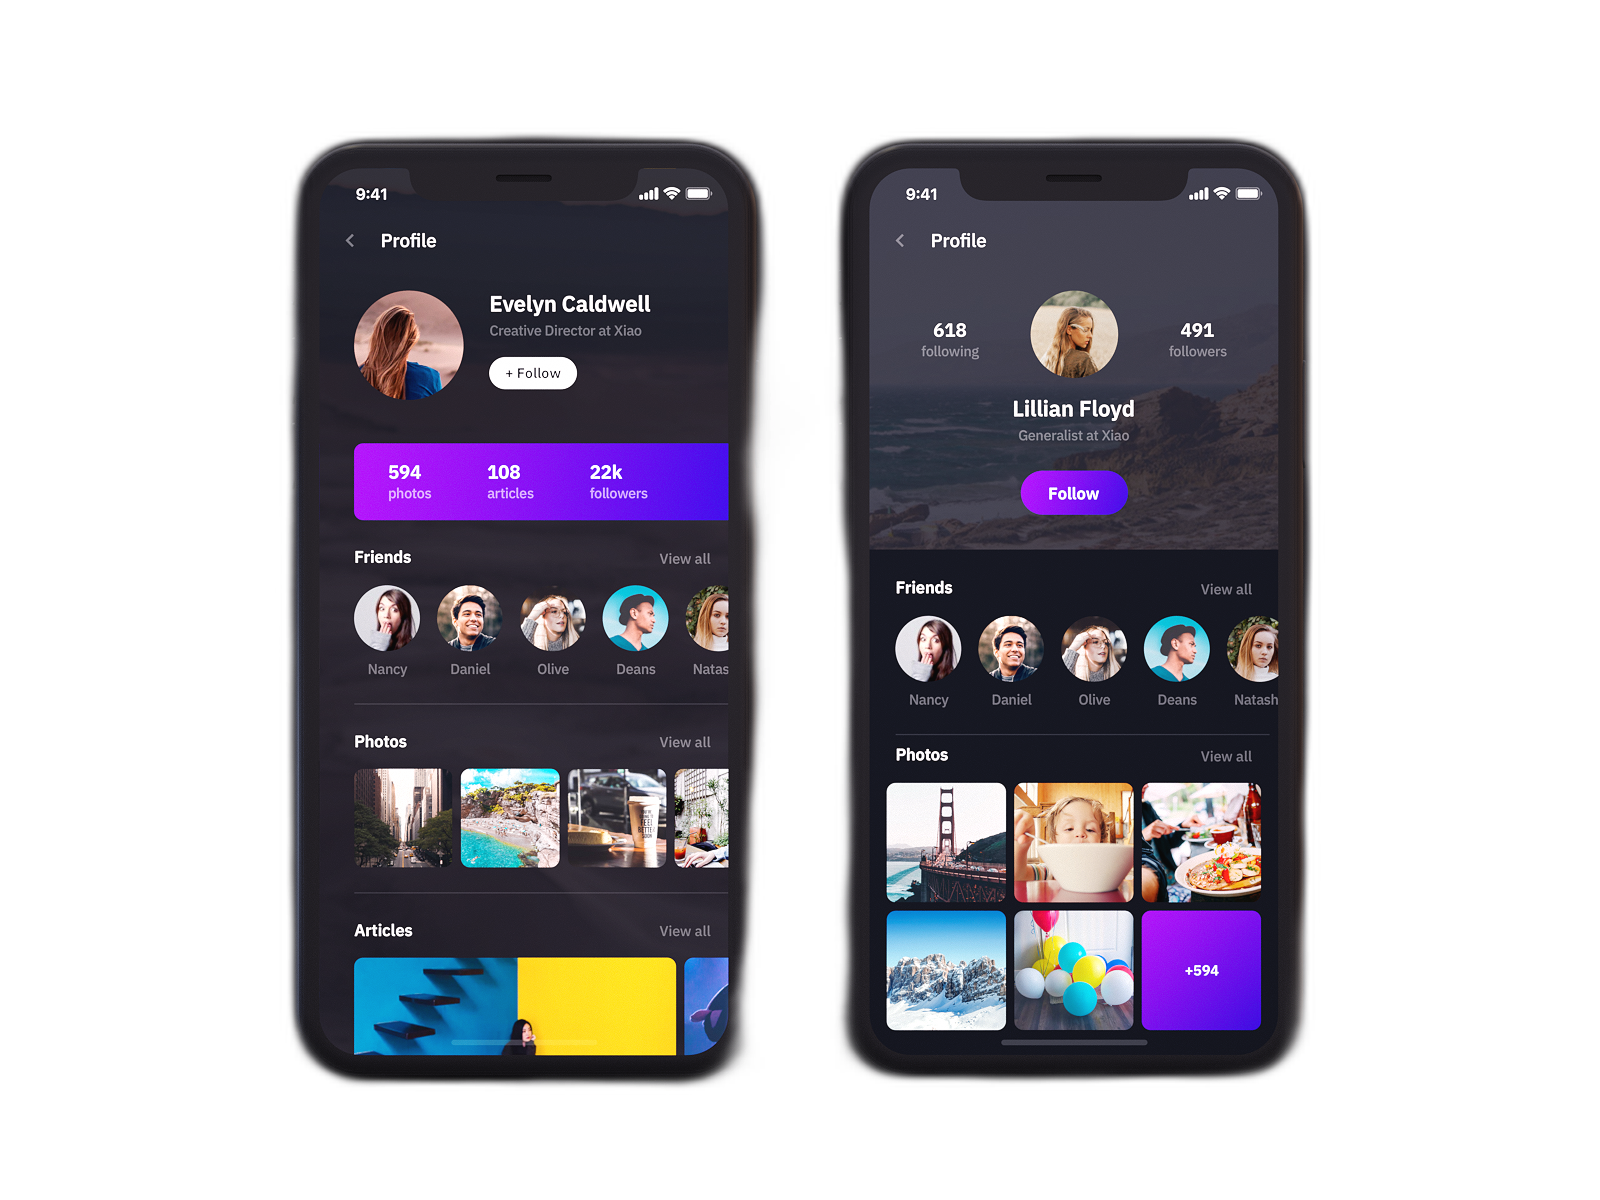 9:41
Profile
Evelyn Caldwell
Creative Director at Xiao
+ Follow
594 108 22k
photos articles followers
Friends View all
Nancy Daniel Olive Deans Natas
Photos View all
FEEL
BETTER
Articles View all
9:41
Profile
618 491
following followers
Lillian Floyd
Generalist at Xiao
Follow
Friends View all
Nancy Daniel Olive Deans Natash
Photos View all
+594